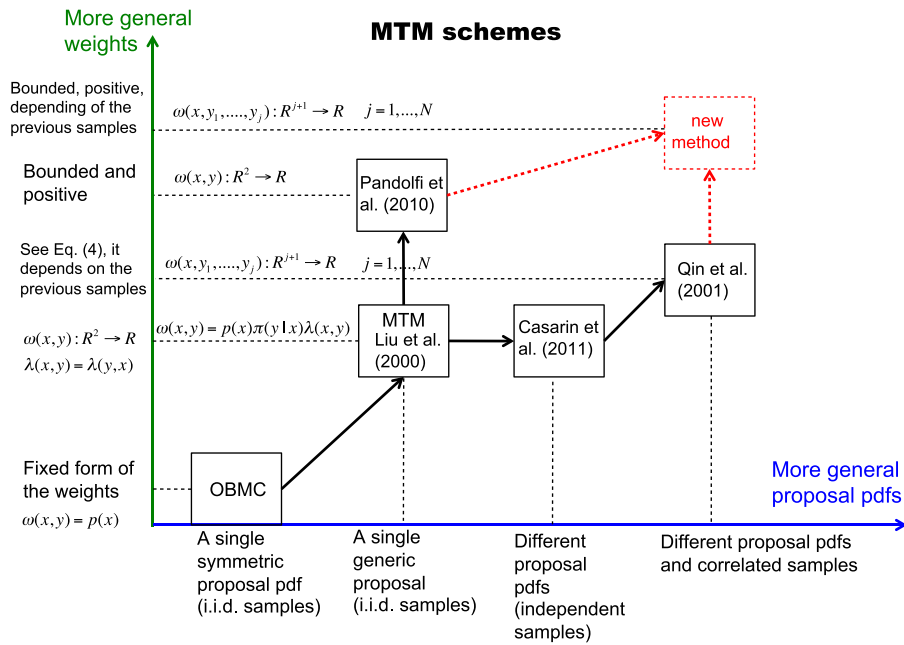 MTM schemes
More general
weights
Bounded, positive,
depending of the
previous samples
ω(x,y₁,....,yⱼ): Rʲ⁺¹ → R j = 1,...,N
new
method
Bounded and
positive
ω(x,y): R² → R
Pandolfi et
al. (2010)
See Eq. (4), it
depends on the
previous samples
ω(x,y₁,....,yⱼ): Rʲ⁺¹ → R j = 1,...,N
Qin et al.
(2001)
ω(x,y): R² → R
λ(x,y) = λ(y,x)
ω(x,y) = p(x)π(y|x)λ(x,y)
MTM
Liu et al.
(2000)
Casarin et
al. (2011)
Fixed form of
the weights
ω(x,y) = p(x)
OBMC
More general
proposal pdfs
A single
symmetric
proposal pdf
(i.i.d. samples)
A single
generic
proposal
(i.i.d. samples)
Different
proposal
pdfs
(independent
samples)
Different proposal pdfs
and correlated samples